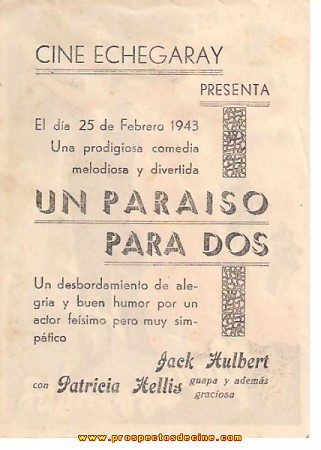 CINE ECHEGARAY
PRESENTA
El día 25 de Febrero 1943
Una prodigiosa comedia
melodiosa y divertida
UN PARAISO
PARA DOS
Un desbordamiento de ale-
gria y buen humor por un
actor feísimo pero muy sim-
pático
Jack Hulbert
con Patricia Hellis guapa y además
graciosa
www.prospectosdecine.com